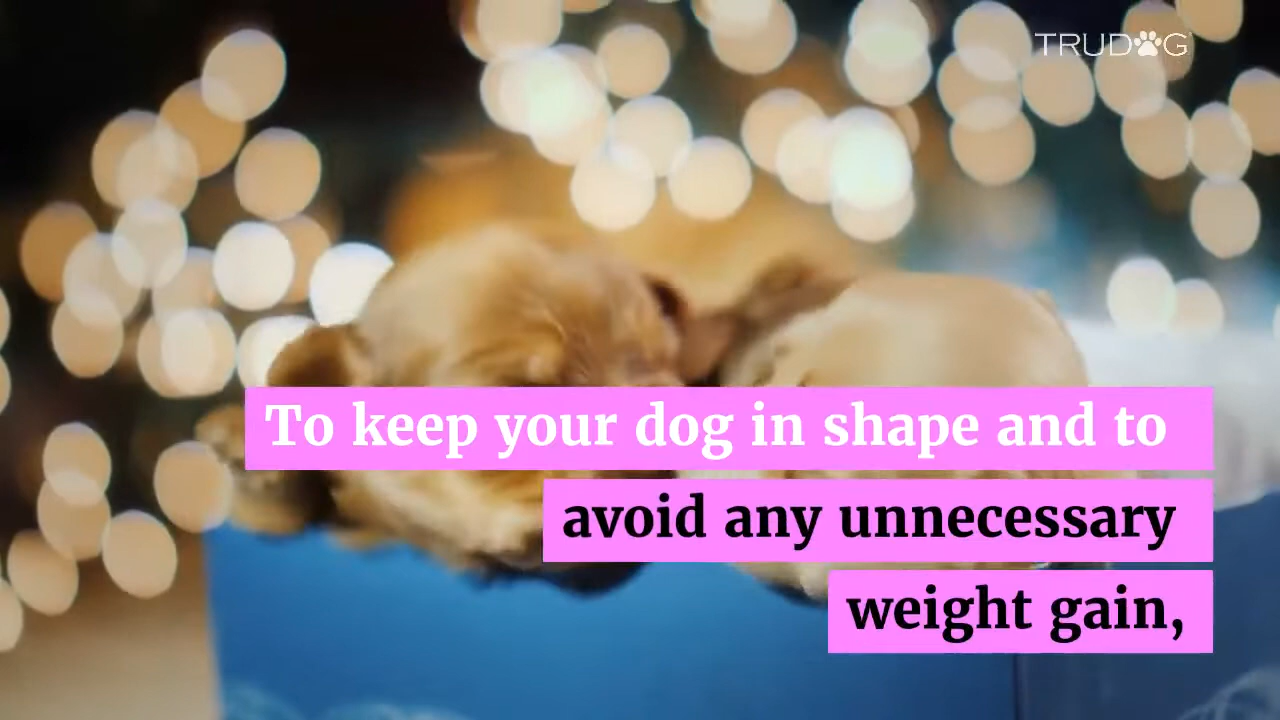 TRUDOG
To keep your dog in shape and to
avoid any unnecessary
weight gain,